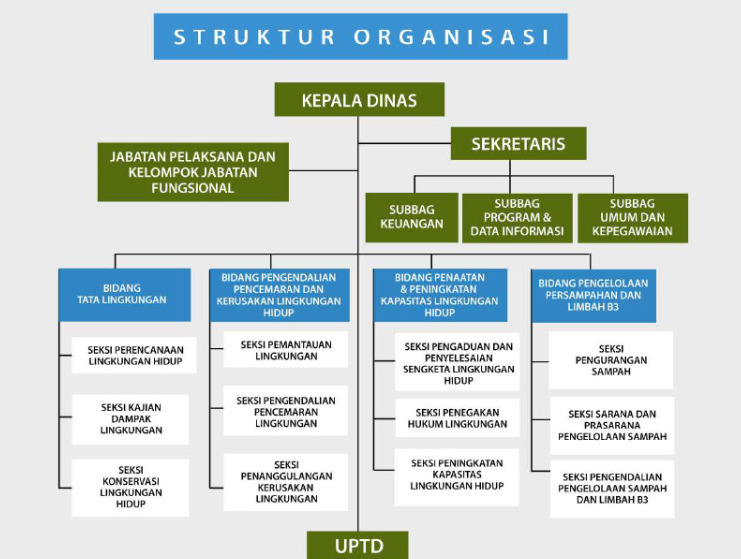 STRUKTUR ORGANISASI
KEPALA DINAS
SEKRETARIS
JABATAN PELAKSANA DAN
KELOMPOK JABATAN
FUNGSIONAL
SUBBAG
KEUANGAN
SUBBAG
PROGRAM &
DATA INFORMASI
SUBBAG
UMUM DAN
KEPEGAWAIAN
BIDANG
TATA LINGKUNGAN
SEKSI PERENCANAAN
LINGKUNGAN HIDUP
SEKSI KAJIAN
DAMPAK
LINGKUNGAN
SEKSI
KONSERVASI
LINGKUNGAN
HIDUP
BIDANG PENGENDALIAN
PENCEMARAN DAN
KERUSAKAN LINGKUNGAN
HIDUP
SEKSI PEMANTAUAN
LINGKUNGAN
SEKSI PENGENDALIAN
PENCEMARAN
LINGKUNGAN
SEKSI
PENANGGULANGAN
KERUSAKAN
LINGKUNGAN
BIDANG PENAATAN
& PENINGKATAN
KAPASITAS LINGKUNGAN
HIDUP
SEKSI PENGADUAN DAN
PENYELESAIAN
SENGKETA LINGKUNGAN
HIDUP
SEKSI PENEGAKAN
HUKUM LINGKUNGAN
SEKSI PENINGKATAN
KAPASITAS
LINGKUNGAN HIDUP
BIDANG PENGELOLAAN
PERSAMPAHAN DAN
LIMBAH B3
SEKSI
PENGURANGAN
SAMPAH
SEKSI SARANA DAN
PRASARANA
PENGELOLAAN SAMPAH
SEKSI PENGENDALIAN
PENGELOLAAN SAMPAH
DAN LIMBAH B3
UPTD